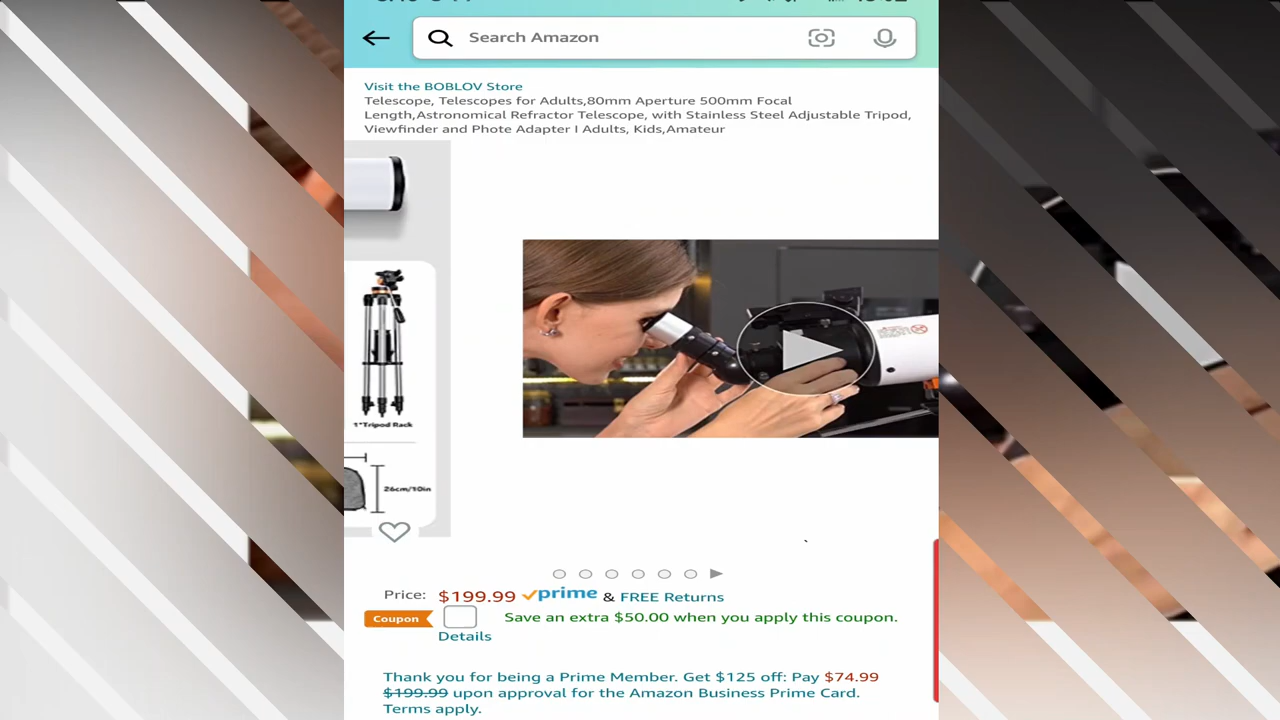 Search Amazon
Visit the BOBLOV Store
Telescope, Telescopes for Adults,80mm Aperture 500mm Focal
Length,Astronomical Refractor Telescope, with Stainless Steel Adjustable Tripod,
Viewfinder and Phote Adapter I Adults, Kids,Amateur
1*Tripod Rack
26cm/10in
Price: $199.99 prime & FREE Returns
Coupon Save an extra $50.00 when you apply this coupon.
Details
Thank you for being a Prime Member. Get $125 off: Pay $74.99
$199.99 upon approval for the Amazon Business Prime Card.
Terms apply.